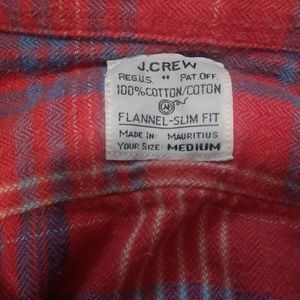 J.CREW
REG.U.S. PAT.OFF.
100% COTTON/COTON
FLANNEL-SLIM FIT
MADE IN: MAURITIUS
YOUR SIZE: MEDIUM